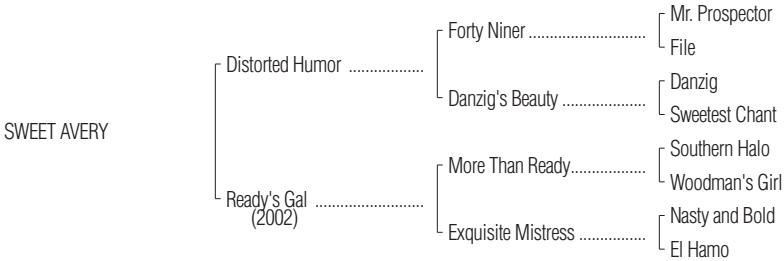 Mr. Prospector
Forty Niner ............................
File
Distorted Humor ..................
Danzig
Danzig's Beauty ....................
Sweetest Chant
SWEET AVERY
Southern Halo
More Than Ready..................
Woodman's Girl
Ready's Gal ..........................
(2002)
Nasty and Bold
Exquisite Mistress ................
El Hamo